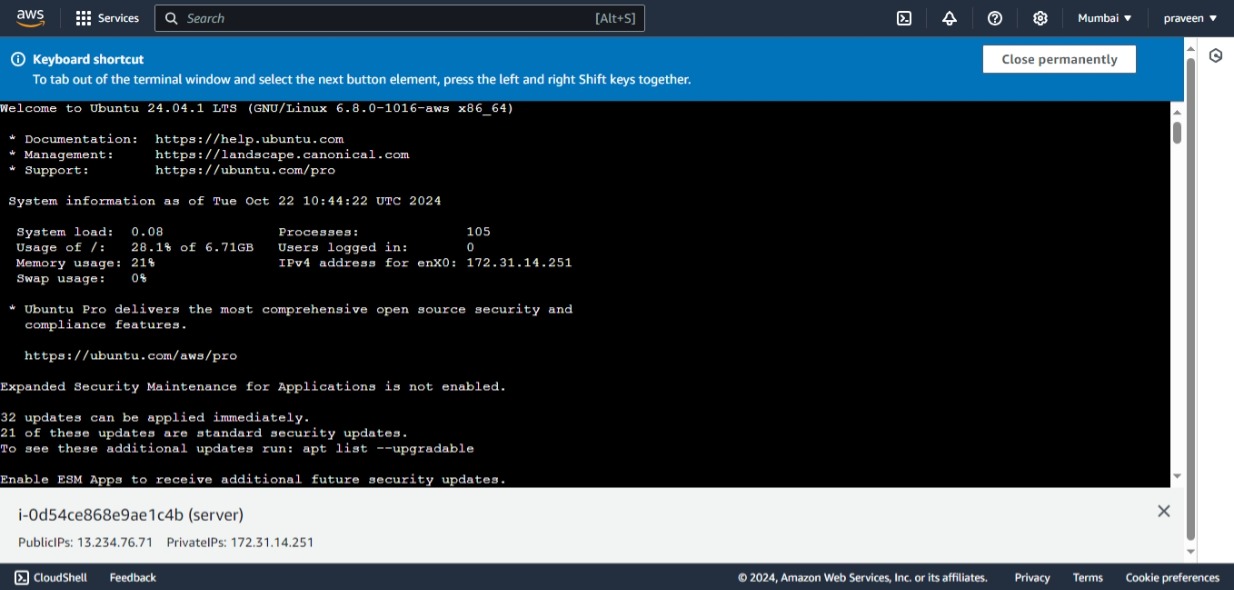 aws Services Search [Alt+S] Mumbai praveen
Keyboard shortcut
To tab out of the terminal window and select the next button element, press the left and right Shift keys together.
Close permanently
Welcome to Ubuntu 24.04.1 LTS (GNU/Linux 6.8.0-1016-aws x86_64)
* Documentation: https://help.ubuntu.com
* Management: https://landscape.canonical.com
* Support: https://ubuntu.com/pro
System information as of Tue Oct 22 10:44:22 UTC 2024
System load: 0.08 Processes: 105
Usage of /: 28.1% of 6.71GB Users logged in: 0
Memory usage: 21% IPv4 address for enX0: 172.31.14.251
Swap usage: 0%
* Ubuntu Pro delivers the most comprehensive open source security and
compliance features.
https://ubuntu.com/aws/pro
Expanded Security Maintenance for Applications is not enabled.
32 updates can be applied immediately.
21 of these updates are standard security updates.
To see these additional updates run: apt list --upgradable
Enable ESM Apps to receive additional future security updates.
i-0d54ce868e9ae1c4b (server)
PublicIPs: 13.234.76.71 PrivateIPs: 172.31.14.251
CloudShell Feedback © 2024, Amazon Web Services, Inc. or its affiliates. Privacy Terms Cookie preferences